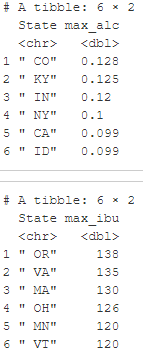 # A tibble: 6 × 2
State max_alc
<chr> <dbl>
1 " CO" 0.128
2 " KY" 0.125
3 " IN" 0.12
4 " NY" 0.1
5 " CA" 0.099
6 " ID" 0.099
# A tibble: 6 × 2
State max_ibu
<chr> <dbl>
1 " OR" 138
2 " VA" 135
3 " MA" 130
4 " OH" 126
5 " MN" 120
6 " VT" 120